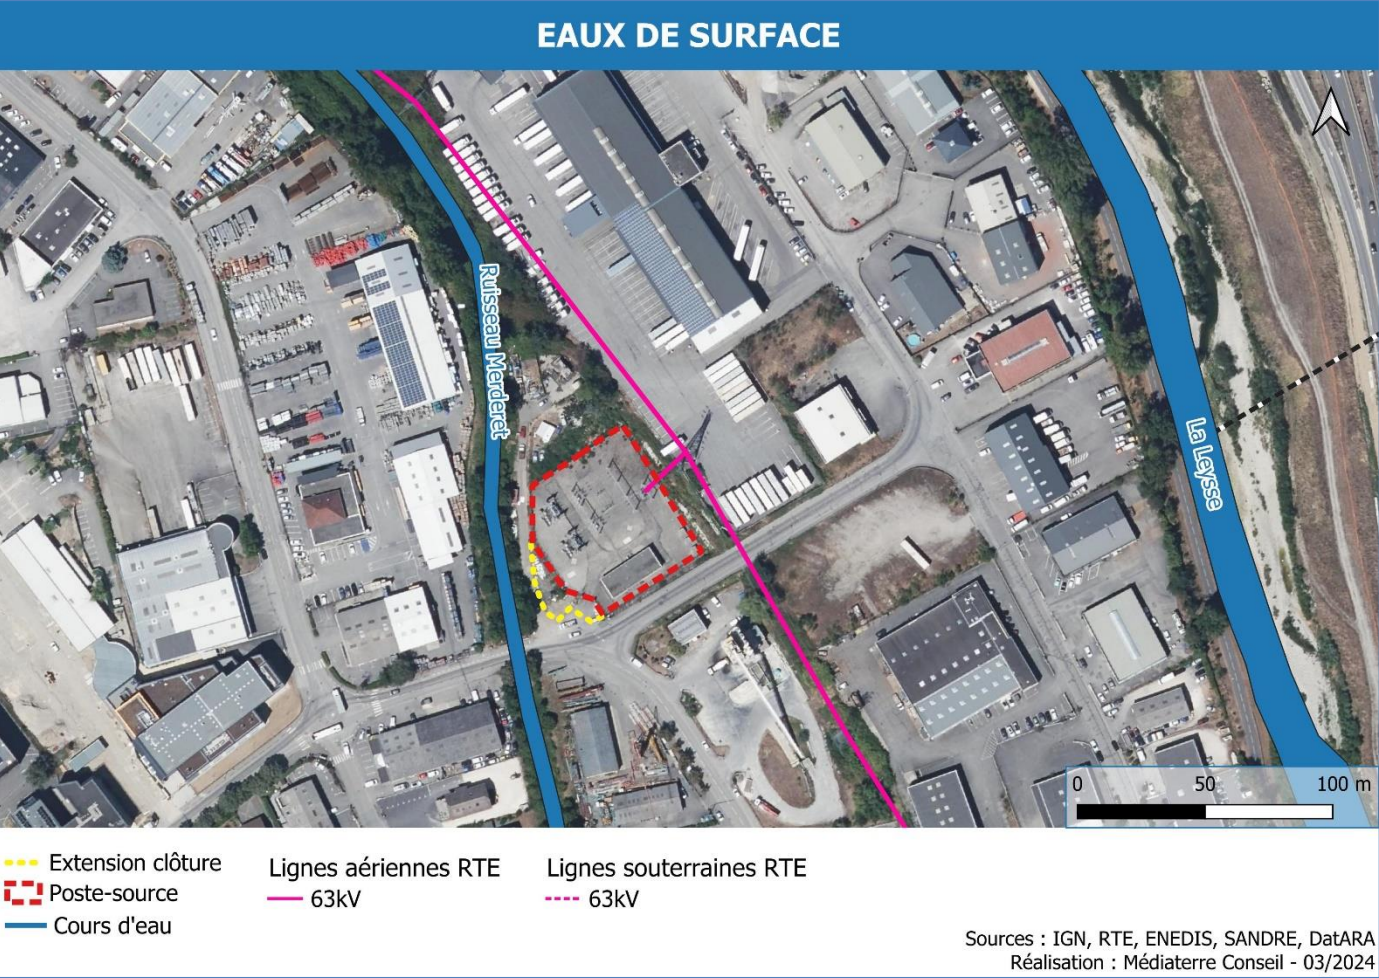 EAUX DE SURFACE
Ruisseau Merderet
La Leysse
0 50 100 m
Extension clôture
Poste-source
Cours d'eau
Lignes aériennes RTE
63kV
Lignes souterraines RTE
63kV
Sources : IGN, RTE, ENEDIS, SANDRE, DatARA
Réalisation : Médiaterre Conseil - 03/2024